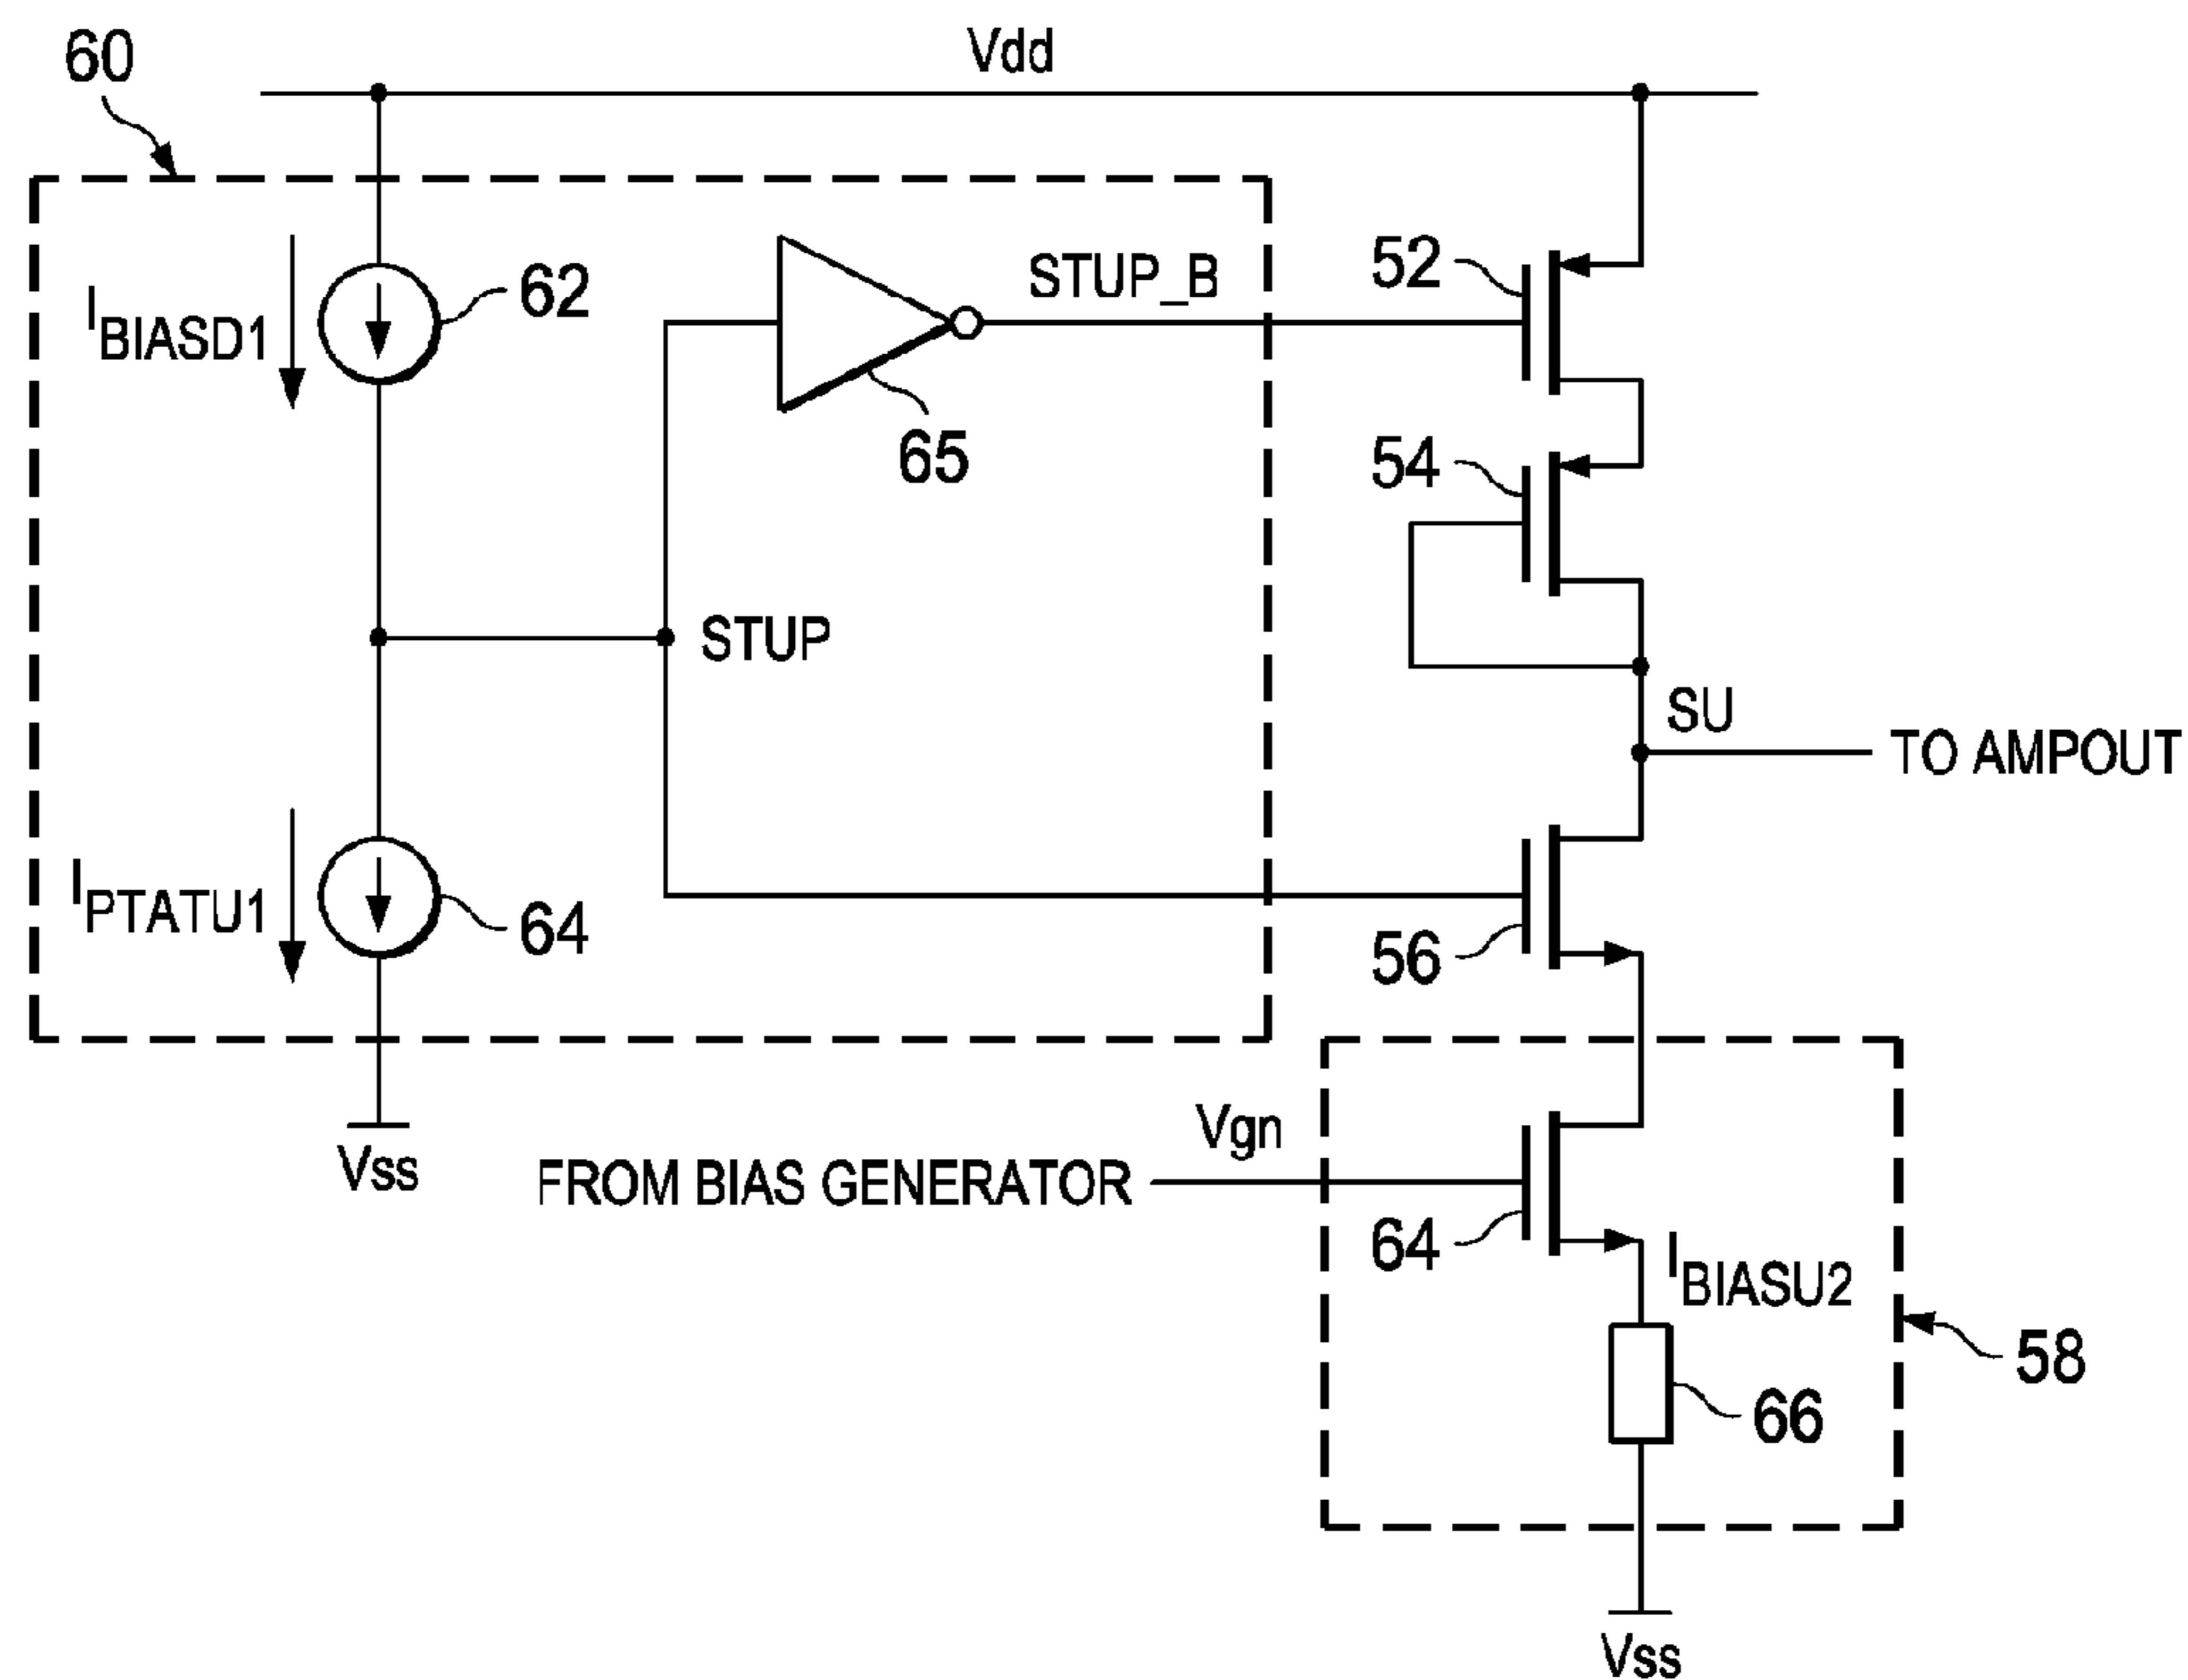 60
Vdd
IBIASD1
62
STUP_B
52
65
54
STUP
SU
TO AMPOUT
IPTATU1
64
56
Vss
Vgn
FROM BIAS GENERATOR
64
IBIASU2
58
66
Vss